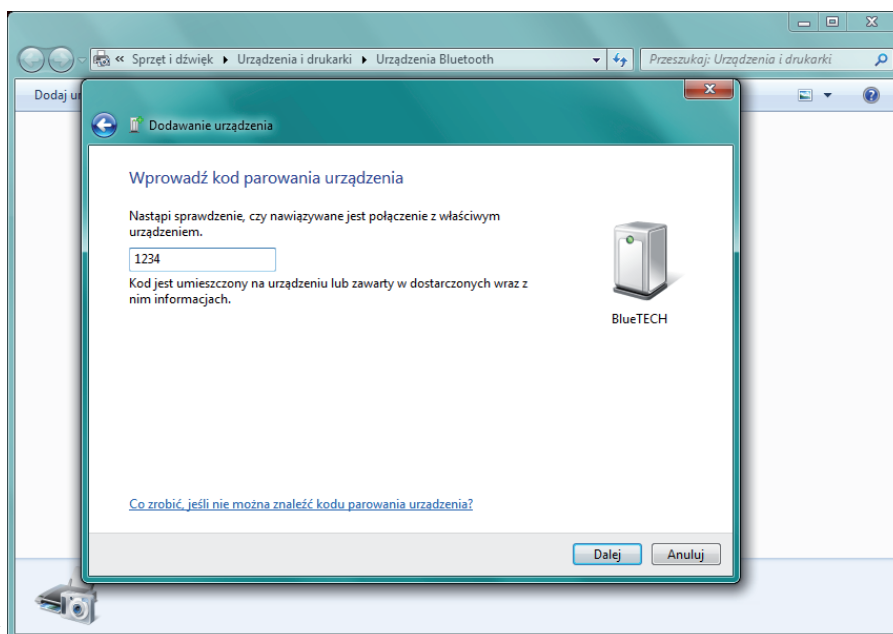 « Sprzęt i dźwięk Urządzenia i drukarki Urządzenia Bluetooth
Przeszukaj: Urządzenia i drukarki
Dodaj
Dodawanie urządzenia
Wprowadź kod parowania urządzenia
Nastąpi sprawdzenie, czy nawiązywane jest połączenie z właściwym
urządzeniem.
1234
Kod jest umieszczony na urządzeniu lub zawarty w dostarczonych wraz z
nim informacjach.
BlueTECH
Co zrobić, jeśli nie można znaleźć kodu parowania urządzenia?
Dalej
Anuluj